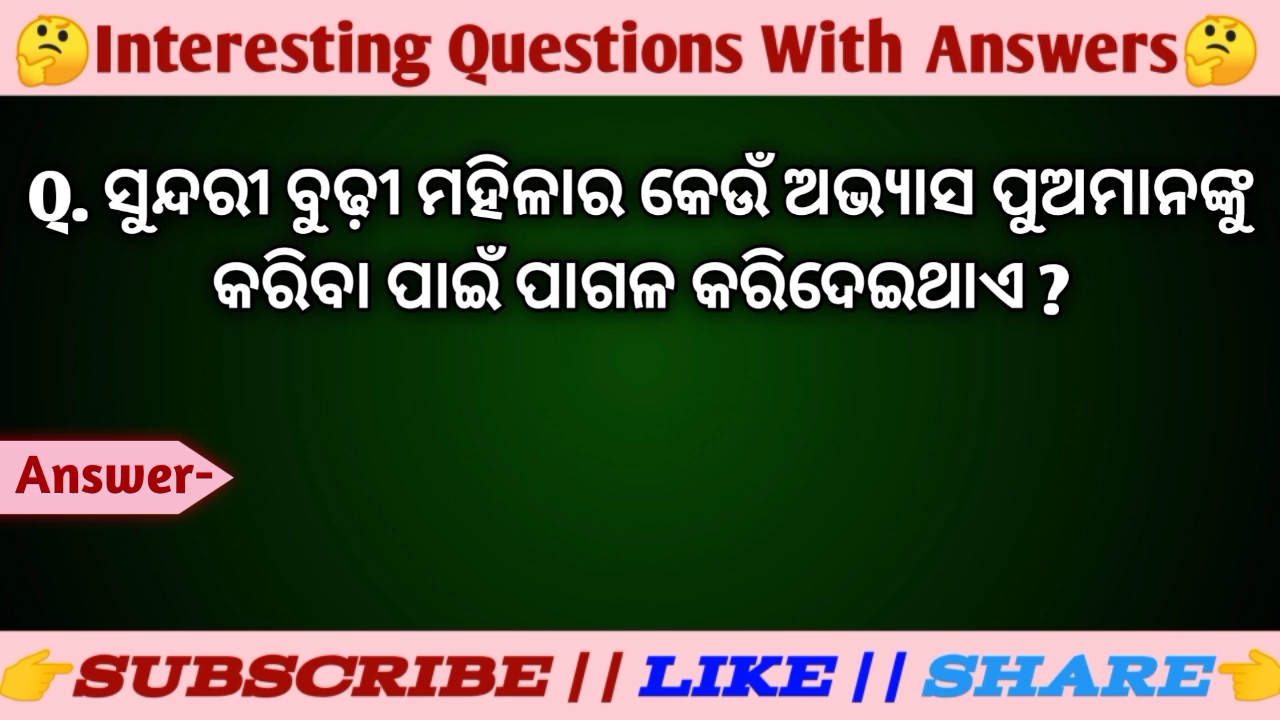 🤔Interesting Questions With Answers🤔
Q. ସୁନ୍ଦରୀ ବୁଢ଼ୀ ମହିଳାର କେଉଁ ଅଭ୍ୟାସ ପୁଅମାନଙ୍କୁ
କରିବା ପାଇଁ ପାଗଳ କରିଦେଇଥାଏ ?
Answer-
👉SUBSCRIBE || LIKE || SHARE👈